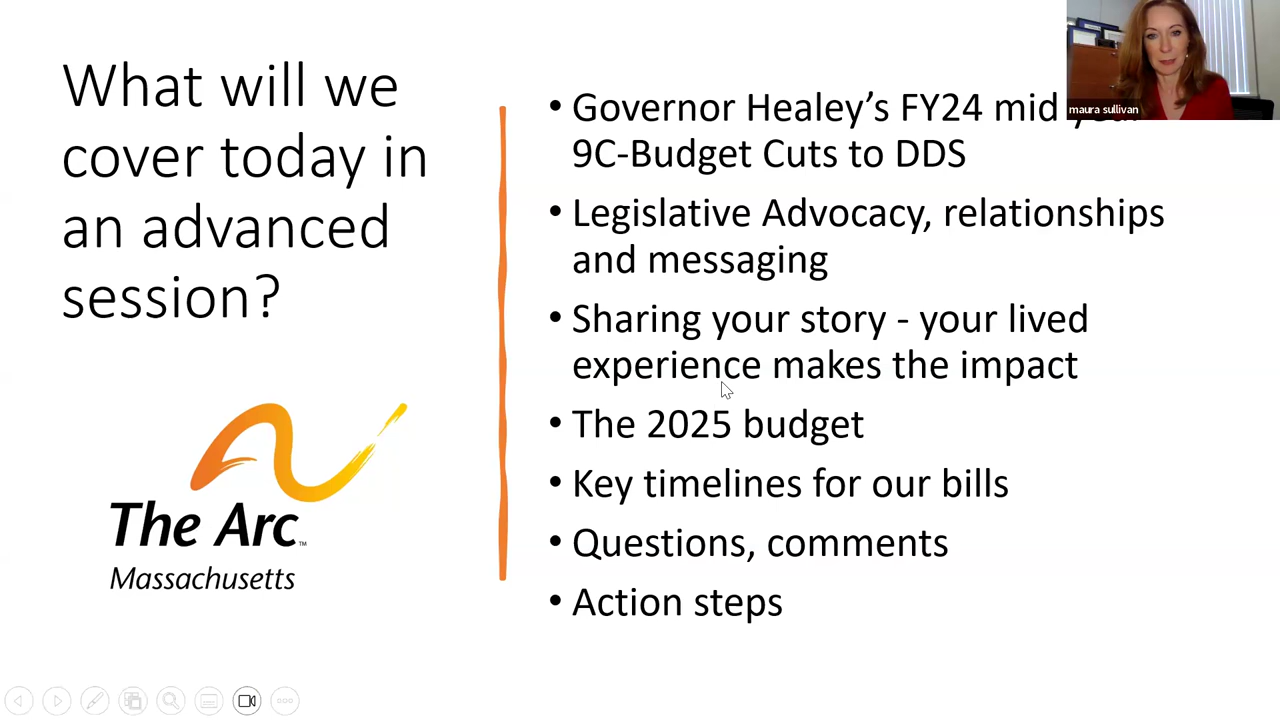 What will we
cover today in
an advanced
session?
The Arc™
Massachusetts
• Governor Healey’s FY24 mid
9C-Budget Cuts to DDS
• Legislative Advocacy, relationships
and messaging
• Sharing your story - your lived
experience makes the impact
• The 2025 budget
• Key timelines for our bills
• Questions, comments
• Action steps
maura sullivan